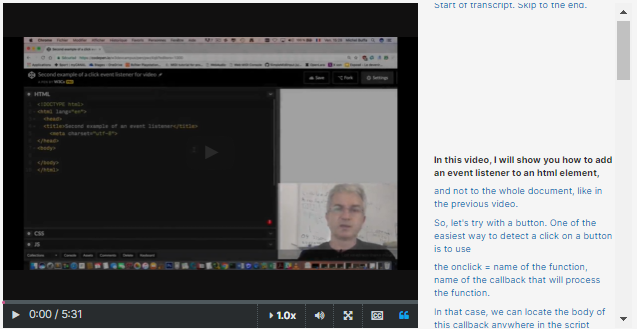 Start of transcript. Skip to the end.
Second example of a click event listener for video
Save
Fork
Settings
HTML
<!DOCTYPE html>
<html lang="en">
<head>
<title>Second example of an event listener</title>
<meta charset="utf-8">
</head>
<body>
</body>
</html>
CSS
JS
Console
Assets
Comments
In this video, I will show you how to add
an event listener to an html element,
and not to the whole document, like in
the previous video.
So, let's try with a button. One of the
easiest way to detect a click on a button
is to use
the onclick = name of the function,
name of the callback that will process
the function.
In that case, we can locate the body of
this callback anywhere in the script
0:00 / 5:31
1.0x